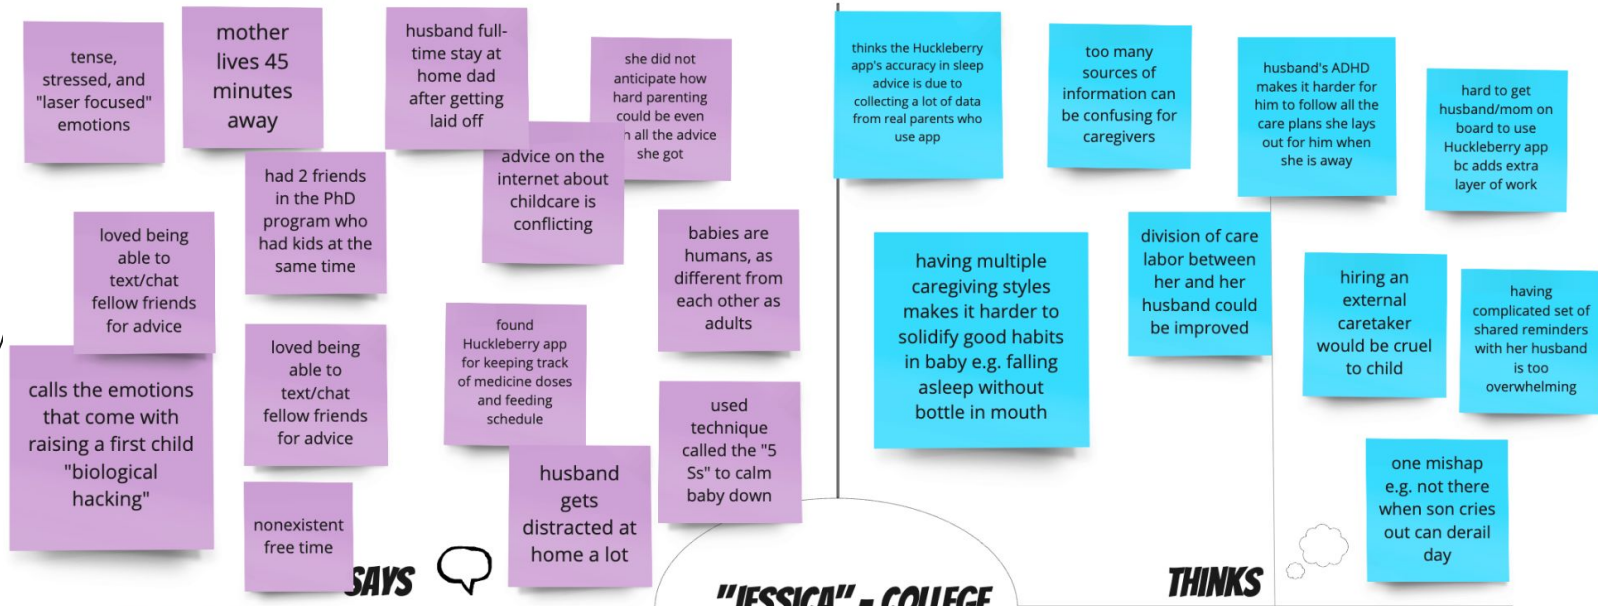 tense,
stressed, and
"laser focused"
emotions
mother
lives 45
minutes
away
husband full-
time stay at
home dad
after getting
laid off
she did not
anticipate how
hard parenting
could be even
all the advice
she got
advice on the
internet about
childcare is
conflicting
had 2 friends
in the PhD
program who
had kids at the
same time
loved being
able to
text/chat
fellow friends
for advice
babies are
humans, as
different from
each other as
adults
calls the emotions
that come with
raising a first child
"biological
hacking"
loved being
able to
text/chat
fellow friends
for advice
found
Huckleberry app
for keeping track
of medicine doses
and feeding
schedule
used
technique
called the "5
Ss" to calm
baby down
husband
gets
distracted at
home a lot
nonexistent
free time
SAYS
thinks the Huckleberry
app's accuracy in sleep
advice is due to
collecting a lot of data
from real parents who
use app
too many
sources of
information can
be confusing for
caregivers
husband's ADHD
makes it harder for
him to follow all the
care plans she lays
out for him when
she is away
hard to get
husband/mom on
board to use
Huckleberry app
bc adds extra
layer of work
having multiple
caregiving styles
makes it harder to
solidify good habits
in baby e.g. falling
asleep without
bottle in mouth
division of care
labor between
her and her
husband could
be improved
hiring an
external
caretaker
would be cruel
to child
having
complicated set of
shared reminders
with her husband
is too
overwhelming
one mishap
e.g. not there
when son cries
out can derail
day
THINKS
"JESSICA" - COLLEGE